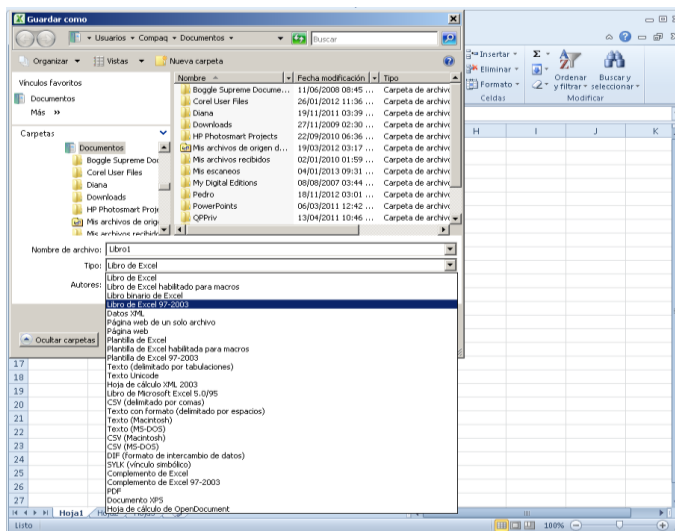 Guardar como
Usuarios ▸ Compaq ▸ Documentos ▸
Buscar
Organizar Vistas Nueva carpeta
Vínculos favoritos
Documentos
Más »
Carpetas
Documentos
Boggle Supreme Doc
Corel User Files
Diana
Downloads
HP Photosmart Proje
Mis archivos de orige
Mis archivos recibido
Nombre Fecha modificación Tipo
Boggle Supreme Docume... 11/06/2008 08:45 ... Carpeta de archivo
Corel User Files 26/01/2012 11:36 ... Carpeta de archivo
Diana 19/11/2011 03:39 ... Carpeta de archivo
Downloads 27/11/2009 02:30 ... Carpeta de archivo
HP Photosmart Projects 22/09/2010 06:36 ... Carpeta de archivo
Mis archivos de origen d... 19/03/2012 03:17 ... Carpeta de archivo
Mis archivos recibidos 02/01/2010 01:59 ... Carpeta de archivo
Mis escaneos 04/01/2013 09:31 ... Carpeta de archivo
My Digital Editions 08/08/2007 03:44 ... Carpeta de archivo
Pedro 18/11/2012 03:01 ... Carpeta de archivo
PowerPoints 06/03/2011 12:42 ... Carpeta de archivo
QPPriv 13/04/2011 10:46 ... Carpeta de archivo
Nombre de archivo: Libro1
Tipo: Libro de Excel
Autores:
Libro de Excel
Libro de Excel habilitado para macros
Libro binario de Excel
Libro de Excel 97-2003
Datos XML
Página web de un solo archivo
Página web
Plantilla de Excel
Plantilla de Excel habilitada para macros
Plantilla de Excel 97-2003
Texto (delimitado por tabulaciones)
Texto Unicode
Hoja de cálculo XML 2003
Libro de Microsoft Excel 5.0/95
CSV (delimitado por comas)
Texto con formato (delimitado por espacios)
Texto (Macintosh)
Texto (MS-DOS)
CSV (Macintosh)
CSV (MS-DOS)
DIF (formato de intercambio de datos)
SYLK (vínculo simbólico)
Complemento de Excel
Complemento de Excel 97-2003
PDF
Documento XPS
Hoja de cálculo de OpenDocument
Ocultar carpetas
Insertar
Eliminar
Formato
Celdas
Σ
Ordenar y filtrar
Buscar y seleccionar
Modificar
H I J K
17
18
19
20
21
22
23
24
25
26
27
Hoja1
Listo
100%